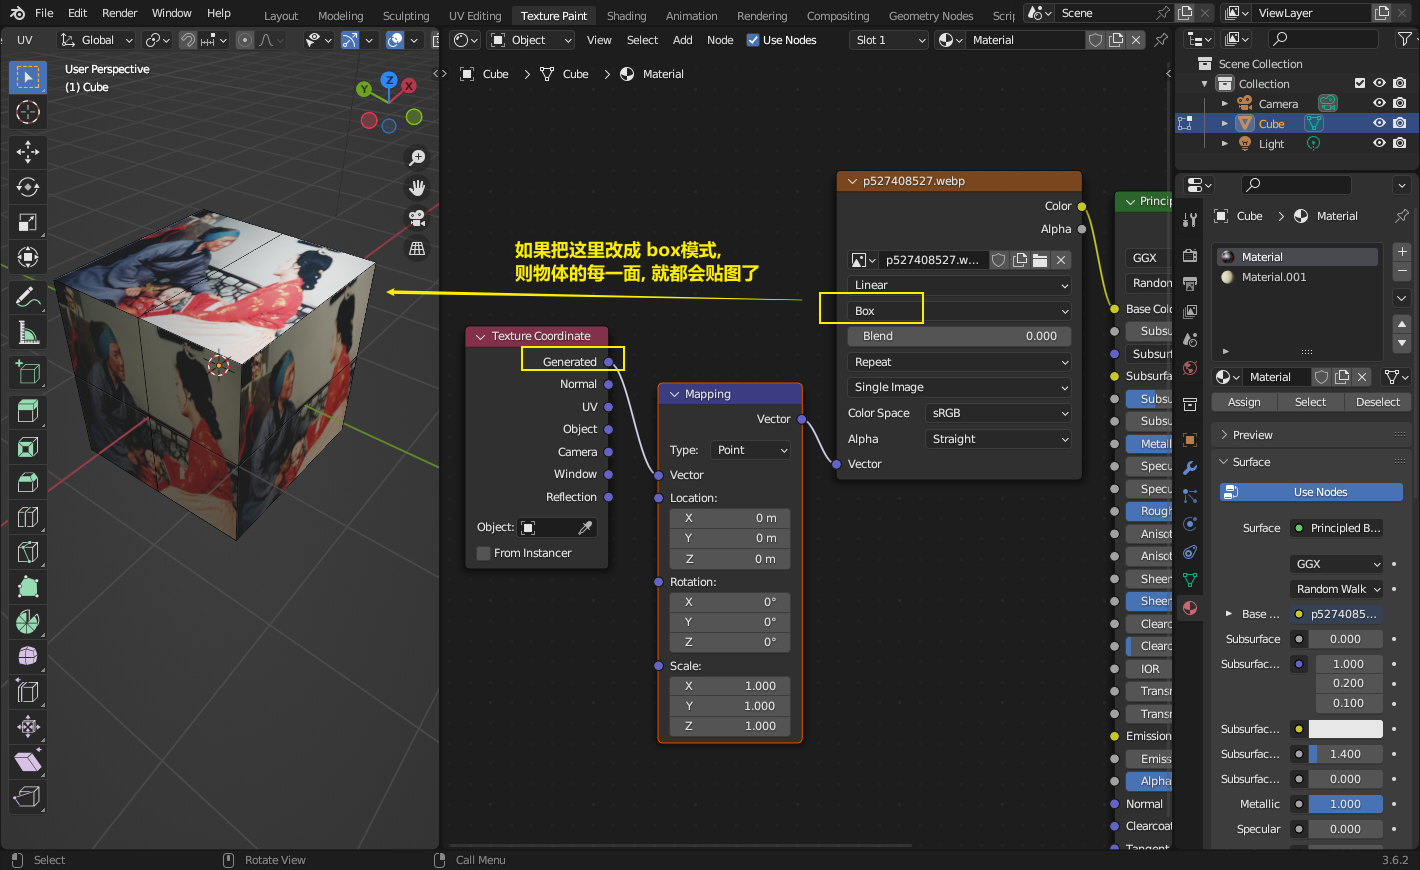 File Edit Render Window Help
Layout Modeling Sculpting UV Editing Texture Paint Shading Animation Rendering Compositing Geometry Nodes Scrip
Scene ViewLayer
UV Global
Object View Select Add Node Use Nodes Slot 1 Material
User Perspective
(1) Cube
Z
Y
X
Cube Cube Material
如果把这里改成 box模式,
则物体的每一面, 就都会贴图了
Texture Coordinate
Generated
Normal
UV
Object
Camera
Window
Reflection
Object:
From Instancer
Mapping
Vector
Type: Point
Vector
Location:
X 0 m
Y 0 m
Z 0 m
Rotation:
X 0°
Y 0°
Z 0°
Scale:
X 1.000
Y 1.000
Z 1.000
p527408527.webp
Color
Alpha
p527408527.w...
Linear
Box
Blend 0.000
Repeat
Single Image
Color Space sRGB
Alpha Straight
Vector
Princip
GGX
Random
Base Colo
Subsu
Subsurf
Subsurfa
Subsu
Subsu
Metall
Specu
Specu
Rough
Anisot
Anisot
Sheen
Sheen
Clearc
Clearc
IOR
Transm
Transm
Emission
Emiss
Alpha
Normal
Clearcoat
Tangent
Scene Collection
Collection
Camera
Cube
Light
Cube Material
Material
Material.001
Material
Assign Select Deselect
Preview
Surface
Use Nodes
Surface Principled B...
GGX
Random Walk
Base ... p5274085...
Subsurface 0.000
Subsurfac... 1.000
0.200
0.100
Subsurfac...
Subsurfac... 1.400
Subsurfac... 0.000
Metallic 1.000
Specular 0.000
Select Rotate View Call Menu 3.6.2